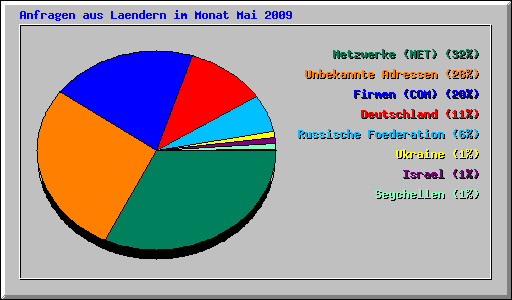 Anfragen aus Laendern im Monat Mai 2009
Netzwerke (NET) (32%)
Unbekannte Adressen (28%)
Firmen (COM) (20%)
Deutschland (11%)
Russische Foederation (6%)
Ukraine (1%)
Israel (1%)
Seychellen (1%)